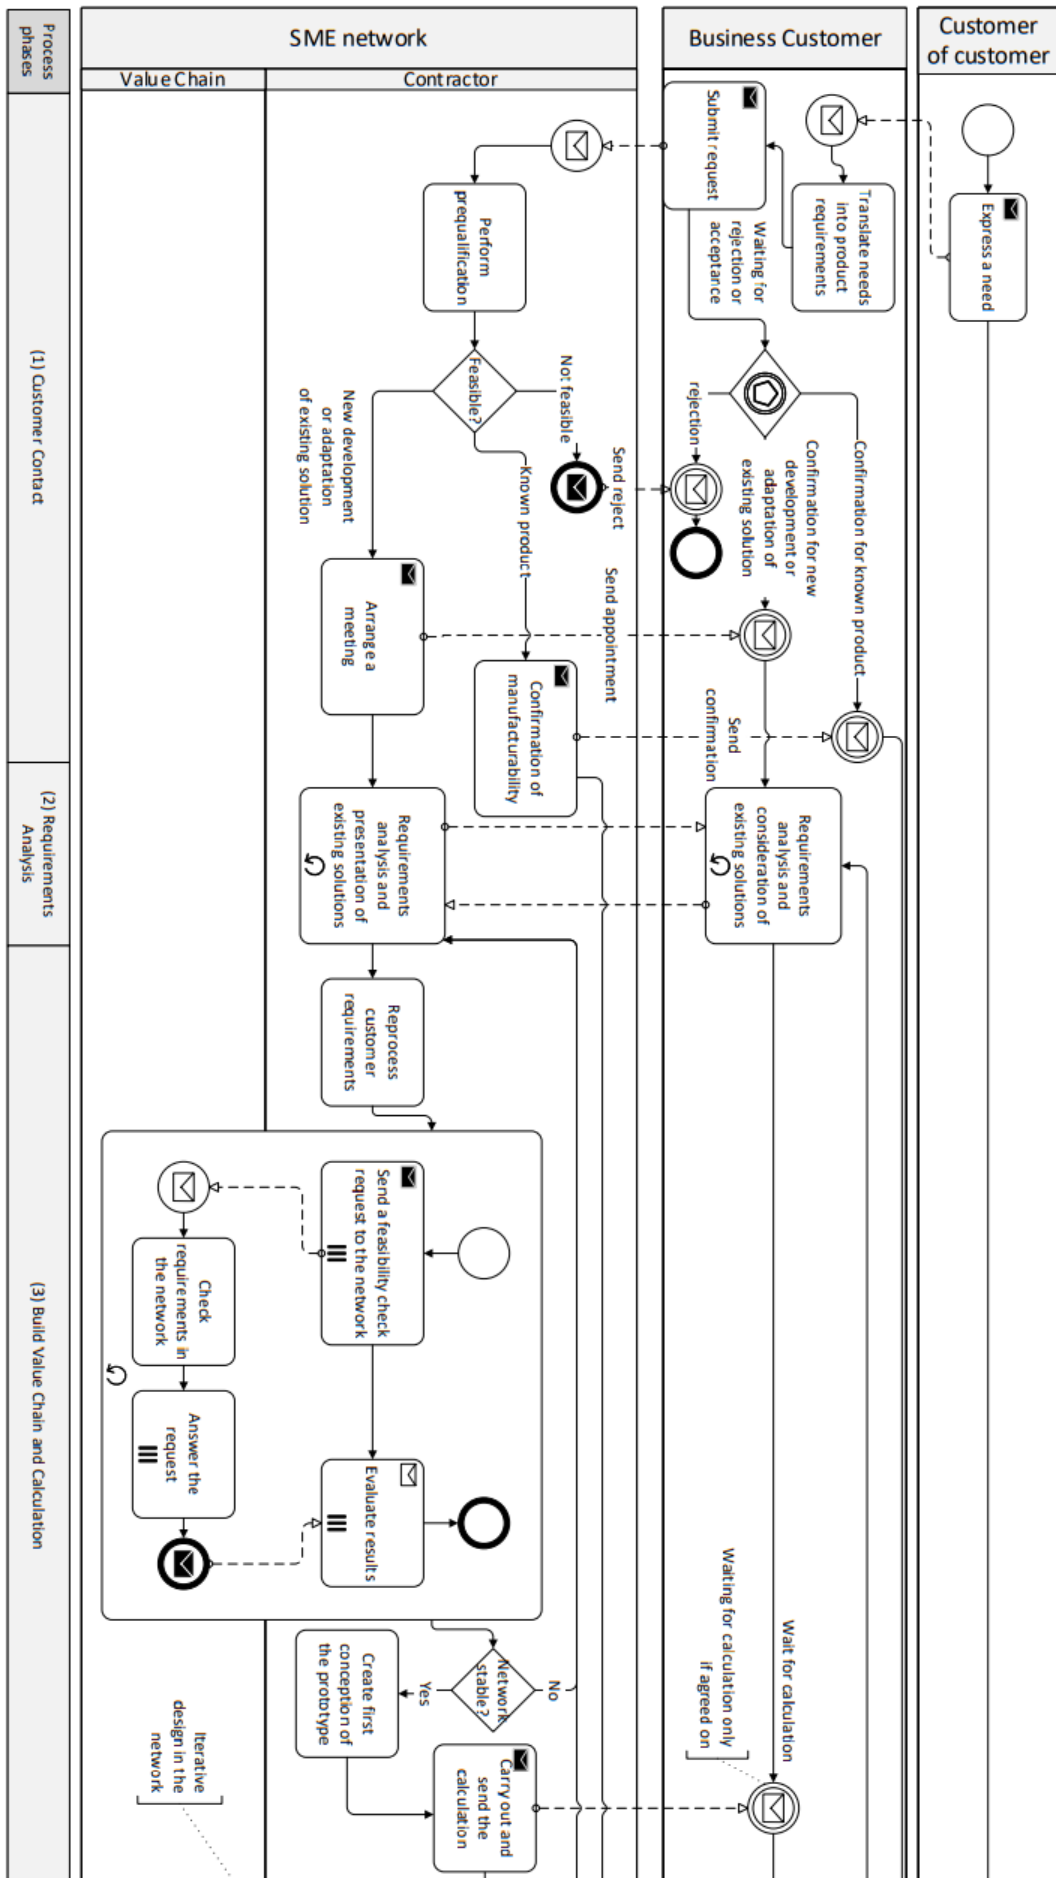 Process
phases
SME network
Business Customer
Customer
of customer
Value Chain
Contractor
(1) Customer Contact
(2) Requirements
Analysis
(3) Build Value Chain and Calculation
Express a need
Translate needs
into product
requirements
Submit request
Waiting for
rejection or
acceptance
Confirmation for known product
Confirmation for new
development or
adaptation of
existing solution
rejection
Perform
prequalification
Feasible?
Not feasible
Send reject
Known product
New development
or adaptation
of existing solution
Send appointment
Arrange a
meeting
Confirmation of
manufacturability
Send
confirmation
Requirements
analysis and
consideration of
existing solutions
Requirements
analysis and
presentation of
existing solutions
Reprocess
customer
requirements
Send a feasibility check
request to the network
Check
requirements in
the network
Answer the
request
Evaluate results
Network
stable?
No
Yes
Create first
conception of
the prototype
Carry out and
send the
calculation
Wait for calculation
Waiting for calculation only
if agreed on
Iterative
design in the
network